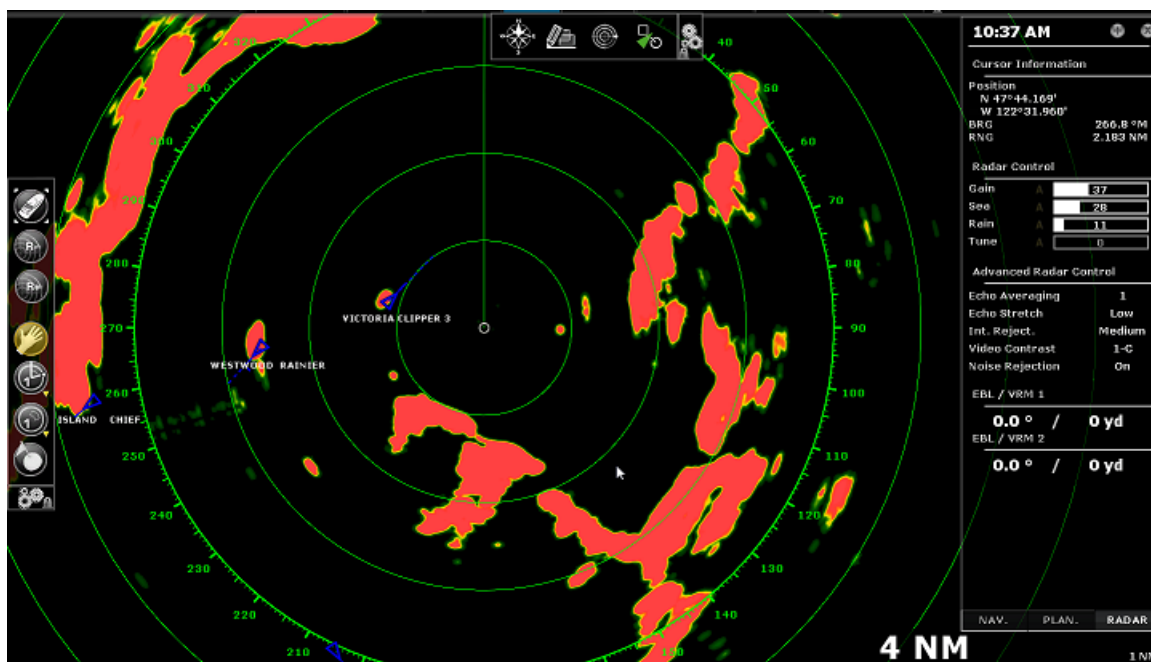 10:37 AM
Cursor Information
Position
N 47°44.169'
W 122°31.960'
BRG 266.8 °M
RNG 2.183 NM
Radar Control
Gain A 37
Sea A 28
Rain A 11
Tune A 0
Advanced Radar Control
Echo Averaging 1
Echo Stretch Low
Int. Reject. Medium
Video Contrast 1-C
Noise Rejection On
EBL / VRM 1
0.0 ° / 0 yd
EBL / VRM 2
0.0 ° / 0 yd
NAV. PLAN. RADAR
4 NM
1 NM
320
310
300
290
280
270
260
250
240
230
220
210
40
50
60
70
80
90
100
110
120
130
140
150
VICTORIA CLIPPER 3
WESTWOOD RAINIER
ISLAND CHIEF